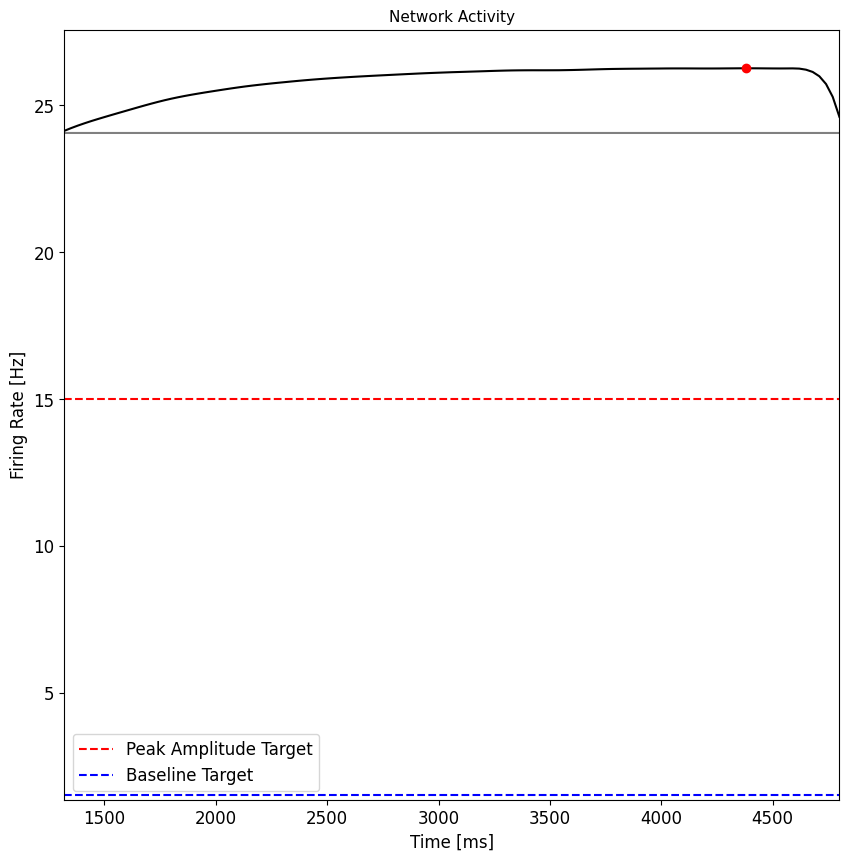 Network Activity
Firing Rate [Hz]
25
20
15
10
5
Peak Amplitude Target
Baseline Target
1500 2000 2500 3000 3500 4000 4500
Time [ms]